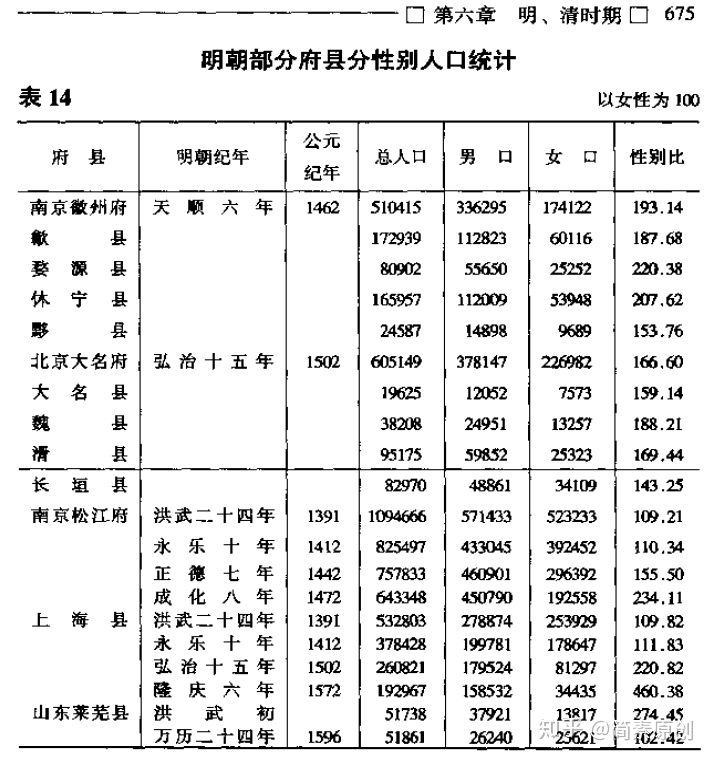 □ 第六章 明、清时期 □ 675
明朝部分府县分性别人口统计
表 14 以女性为 100
府 县 明朝纪年 公元纪年 总人口 男 口 女 口 性别比
南京徽州府 天顺六年 1462 510415 336295 174122 193.14
歙 县 172939 112823 60116 187.68
婺源县 80902 55650 25252 220.38
休宁县 165957 112009 53948 207.62
黟 县 24587 14898 9689 153.76
北京大名府 弘治十五年 1502 605149 378147 226982 166.60
大名县 19625 12052 7573 159.14
魏 县 38208 24951 13257 188.21
滑 县 95175 59852 25323 169.44
长垣县 82970 48861 34109 143.25
南京松江府 洪武二十四年 1391 1094666 571433 523233 109.21
永乐十年 1412 825497 433045 392452 110.34
正德七年 1442 757833 460901 296392 155.50
成化八年 1472 643348 450790 192558 234.11
上海县 洪武二十四年 1391 532803 278874 253929 109.82
永乐十年 1412 378428 199781 178647 111.83
弘治十五年 1502 260821 179524 81297 220.82
隆庆六年 1572 192967 158532 34435 460.38
山东莱芜县 洪武初 51738 37921 13817 274.45
万历二十四年 1596 51861 26240 25621 102.42
知乎 @简素原创